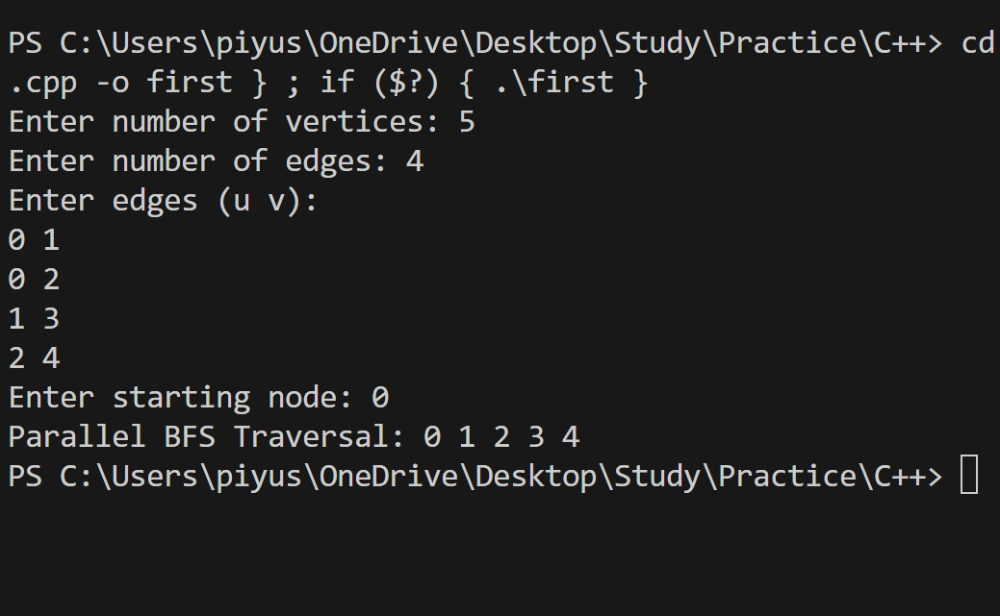 PS C:\Users\piyus\OneDrive\Desktop\Study\Practice\C++> cd
.cpp -o first } ; if ($?) { .\first }
Enter number of vertices: 5
Enter number of edges: 4
Enter edges (u v):
0 1
0 2
1 3
2 4
Enter starting node: 0
Parallel BFS Traversal: 0 1 2 3 4
PS C:\Users\piyus\OneDrive\Desktop\Study\Practice\C++>